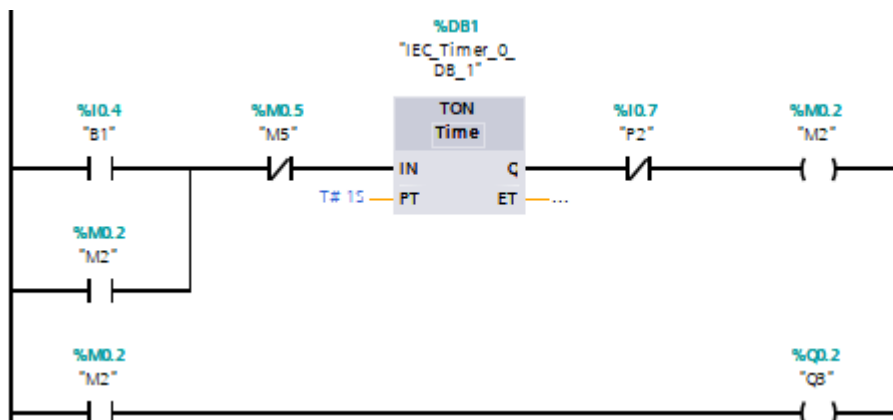 %DB1
"IEC_Timer_0_
DB_1"
%I0.4
"B1"
%M0.5
"M5"
TON
Time
%I0.7
"P2"
%M0.2
"M2"
IN
Q
T# 1S
PT
ET
...
%M0.2
"M2"
%M0.2
"M2"
%Q0.2
"Q3"